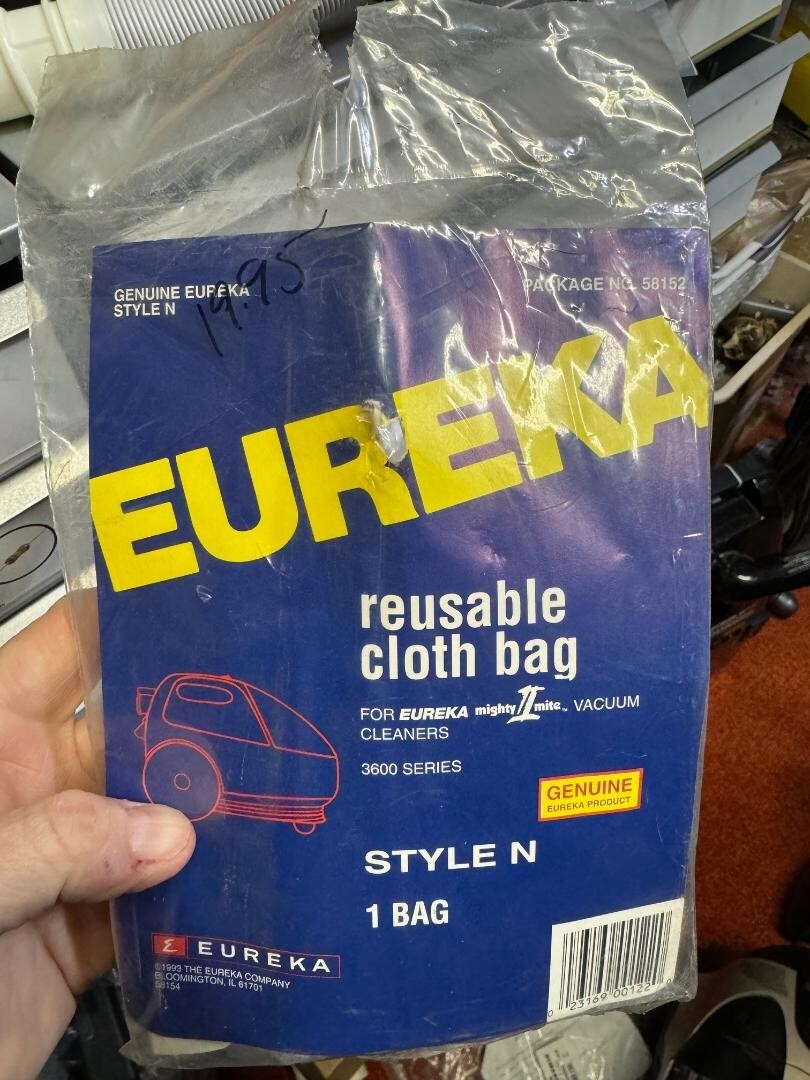 GENUINE EUREKA
STYLE N
19.95
PACKAGE NO. 58152
EUREKA
reusable
cloth bag
FOR EUREKA mighty II mite™ VACUUM
CLEANERS
3600 SERIES
GENUINE
EUREKA PRODUCT
STYLE N
1 BAG
Σ EUREKA
©1993 THE EUREKA COMPANY
BLOOMINGTON, IL 61701
58154
0 23169 00122 9